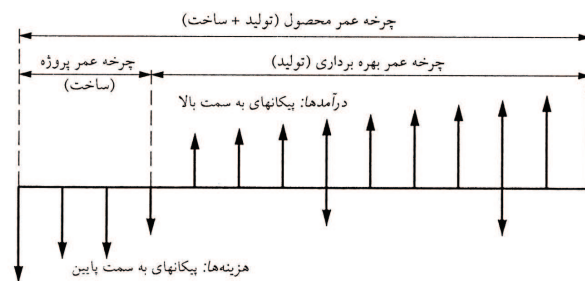 چرخه عمر محصول (تولید + ساخت)
چرخه عمر پروژه
(ساخت)
چرخه عمر بهره برداری (تولید)
درآمدها: پیکانهای به سمت بالا
هزینه‌ها: پیکانهای به سمت پایین